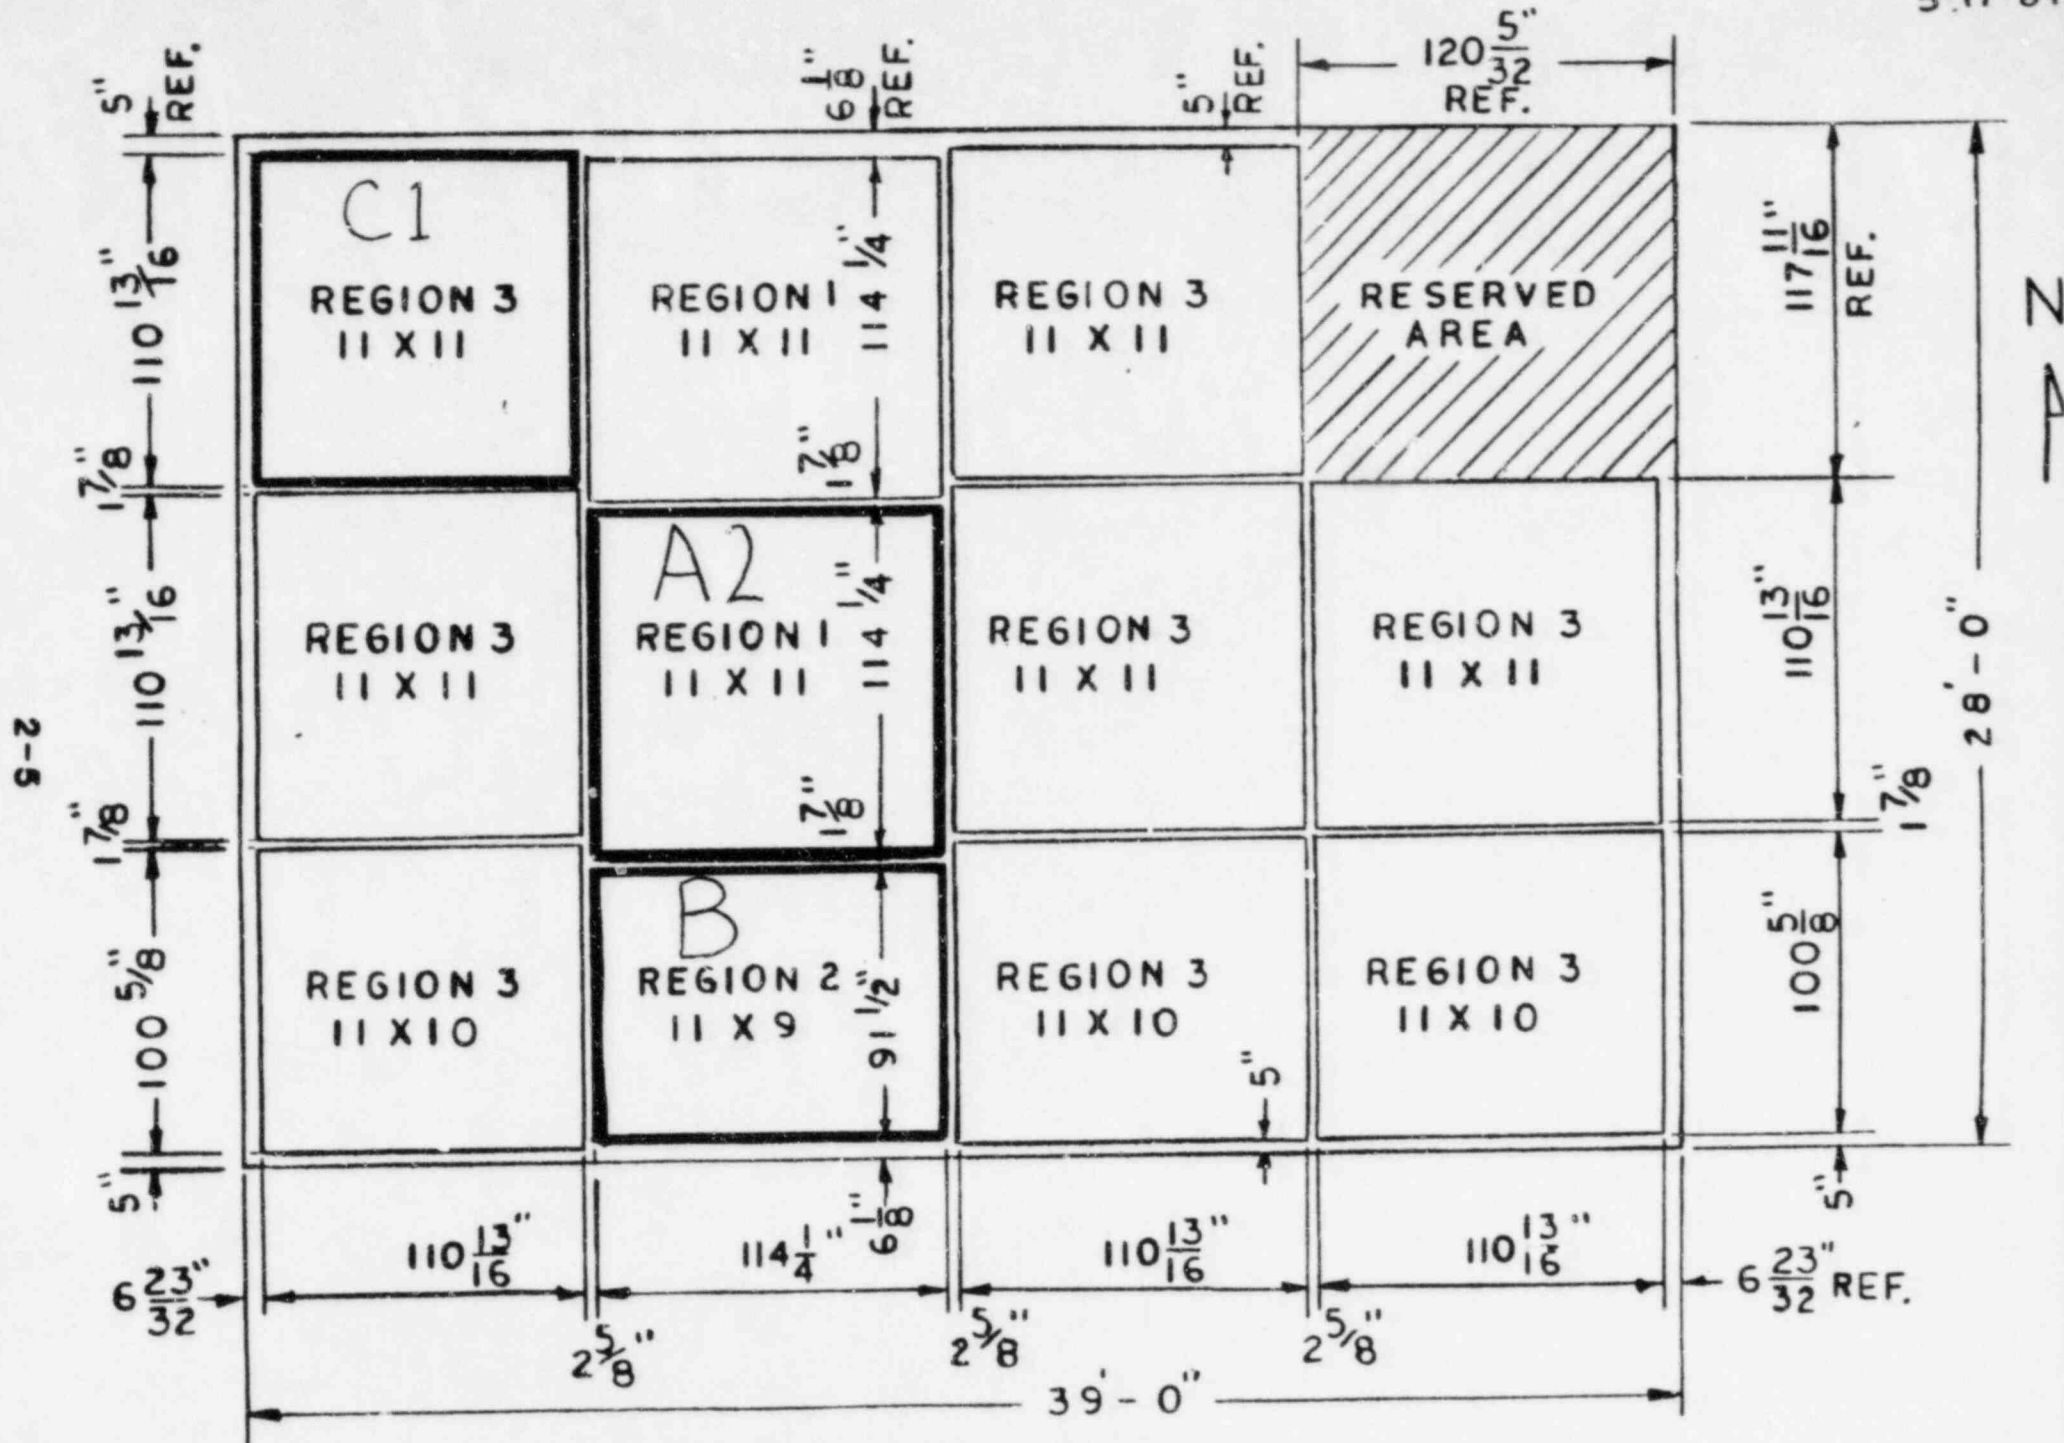 5"
REF.
6 1/8"
REF.
5"
REF.
120 5/32"
REF.
C1
REGION 3
11 X 11
REGION 1
11 X 11
REGION 3
11 X 11
RESERVED
AREA
110 13/16"
114 1/4"
117 11/16"
REF.
N
1 7/8"
1 7/8"
A2
REGION 3
11 X 11
REGION 1
11 X 11
REGION 3
11 X 11
REGION 3
11 X 11
110 13/16"
114 1/4"
110 13/16"
28'-0"
2-5
1 7/8"
1 7/8"
1 7/8"
B
REGION 3
11 X 10
REGION 2
11 X 9
REGION 3
11 X 10
REGION 3
11 X 10
100 5/8"
91 1/2"
100 5/8"
5"
5"
6 1/8"
5"
6 23/32"
110 13/16"
114 1/4"
110 13/16"
110 13/16"
6 23/32" REF.
2 5/8"
2 5/8"
2 5/8"
39'-0"